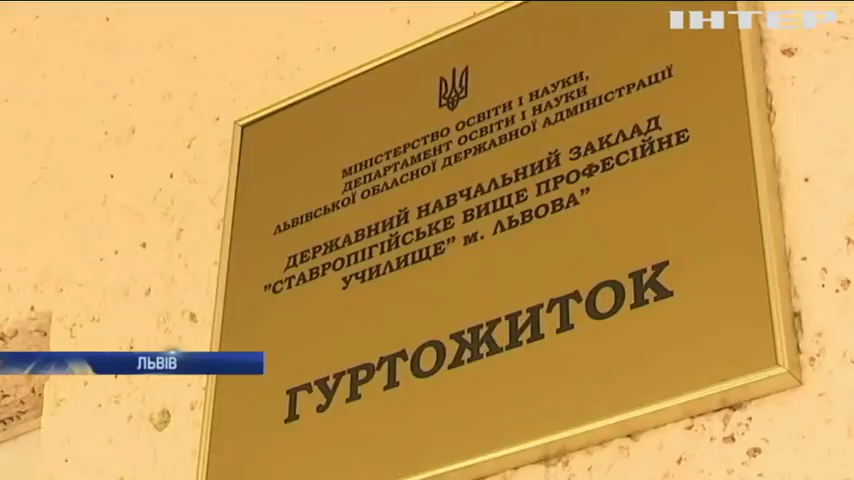 ІНТЕР
МІНІСТЕРСТВО ОСВІТИ І НАУКИ,
ДЕПАРТАМЕНТ ОСВІТИ І НАУКИ
ЛЬВІВСЬКОЇ ОБЛАСНОЇ ДЕРЖАВНОЇ АДМІНІСТРАЦІЇ
ДЕРЖАВНИЙ НАВЧАЛЬНИЙ ЗАКЛАД
”СТАВРОПІГІЙСЬКЕ ВИЩЕ ПРОФЕСІЙНЕ
УЧИЛИЩЕ” м. ЛЬВОВА”
ГУРТОЖИТОК
ЛЬВІВ